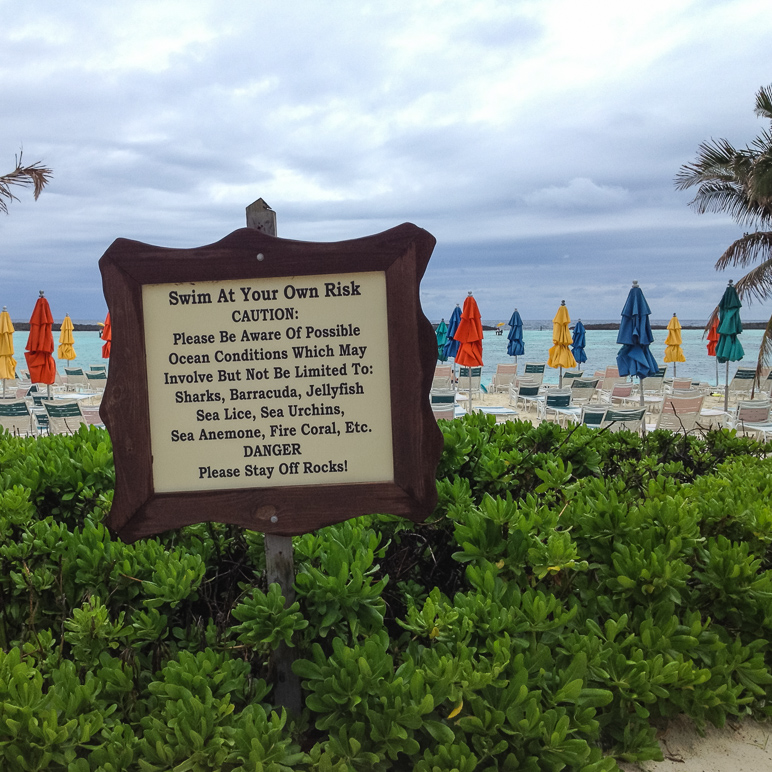 Swim At Your Own Risk
CAUTION:
Please Be Aware Of Possible
Ocean Conditions Which May
Involve But Not Be Limited To:
Sharks, Barracuda, Jellyfish
Sea Lice, Sea Urchins,
Sea Anemone, Fire Coral, Etc.
DANGER
Please Stay Off Rocks!